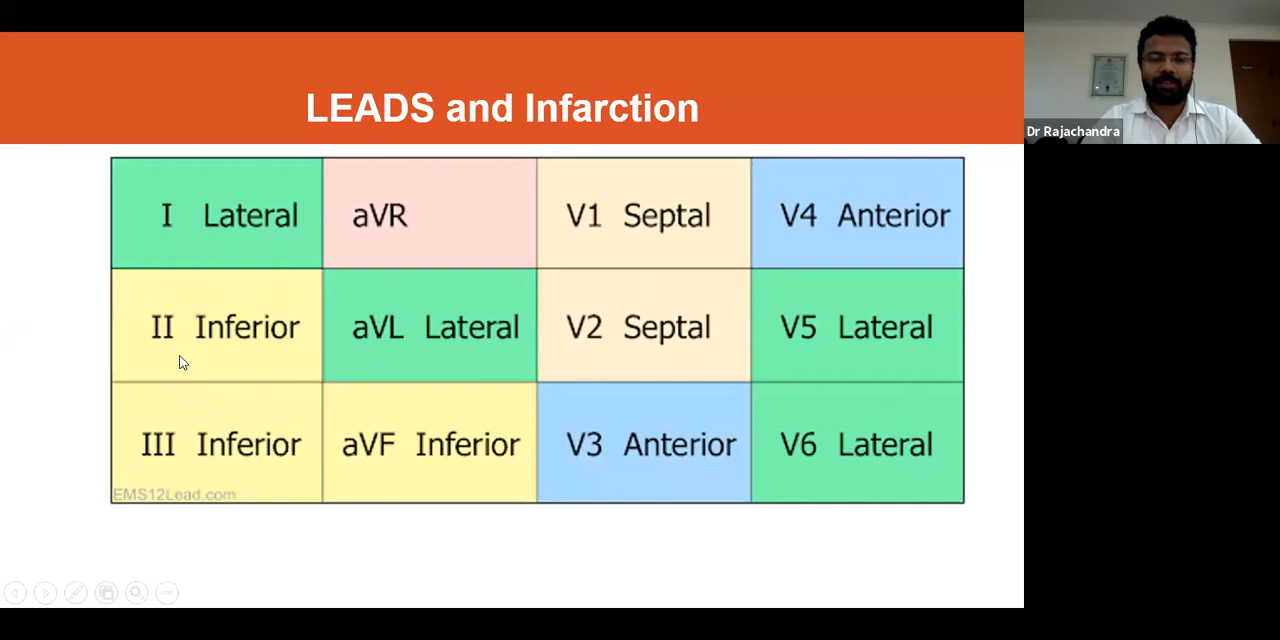 LEADS and Infarction
Dr Rajachandra
I Lateral aVR V1 Septal V4 Anterior
II Inferior aVL Lateral V2 Septal V5 Lateral
III Inferior aVF Inferior V3 Anterior V6 Lateral
EMS12Lead.com